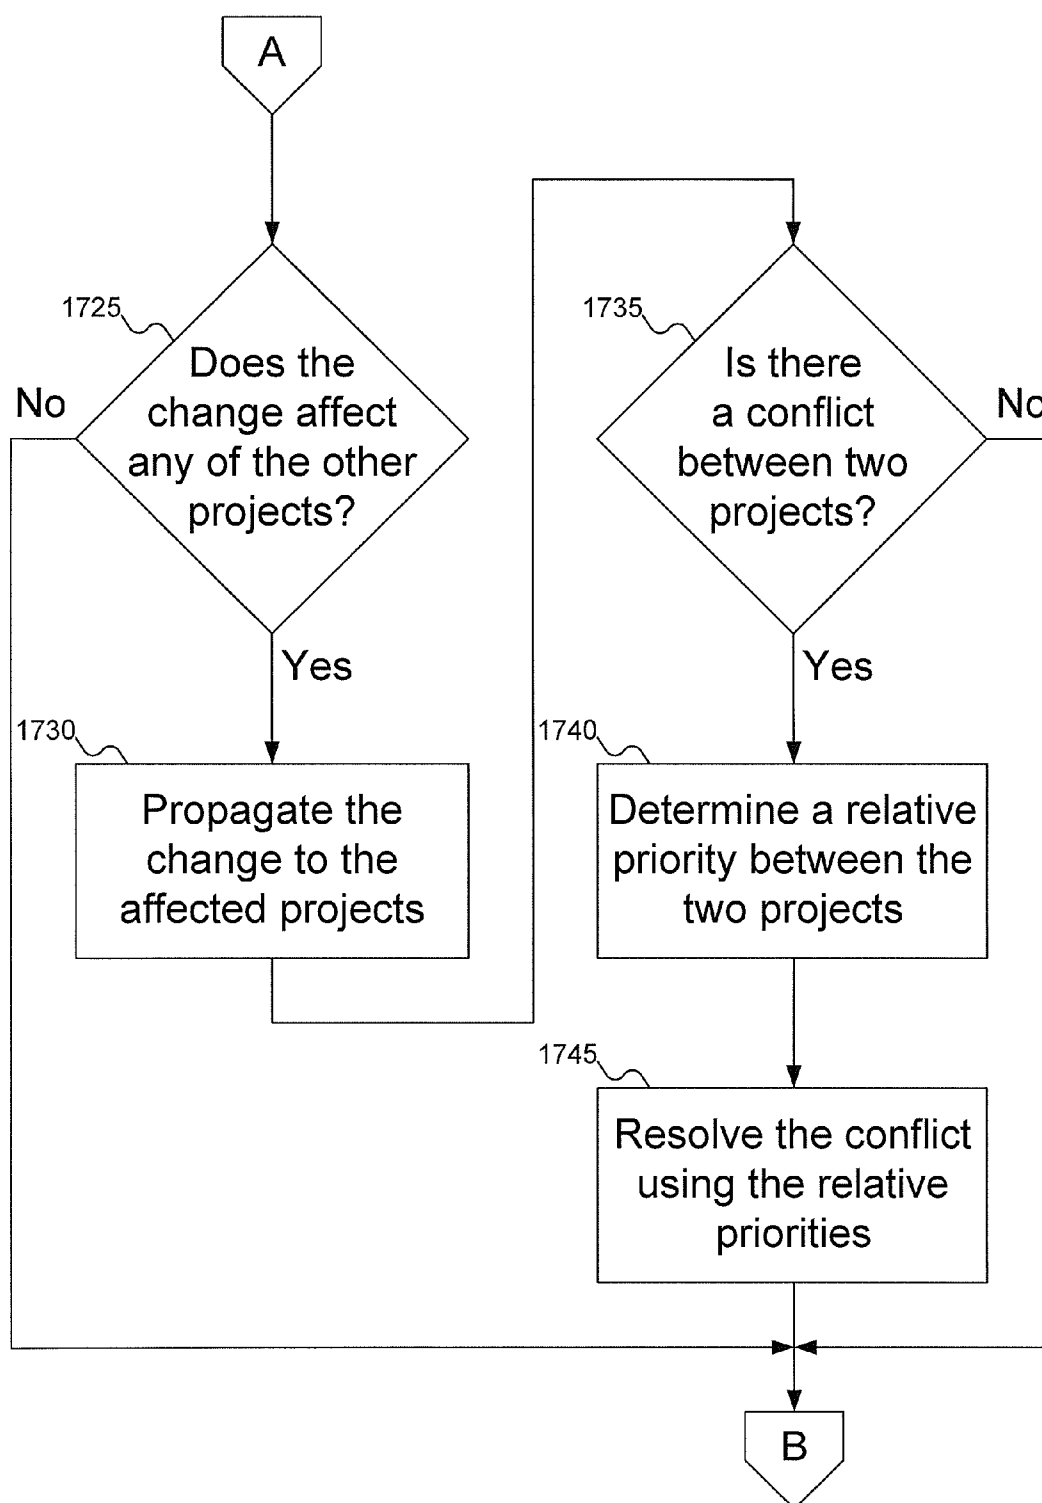 A
1725
Does the
change affect
any of the other
projects?
No
Yes
1730
Propagate the
change to the
affected projects
1735
Is there
a conflict
between two
projects?
No
Yes
1740
Determine a relative
priority between the
two projects
1745
Resolve the conflict
using the relative
priorities
B